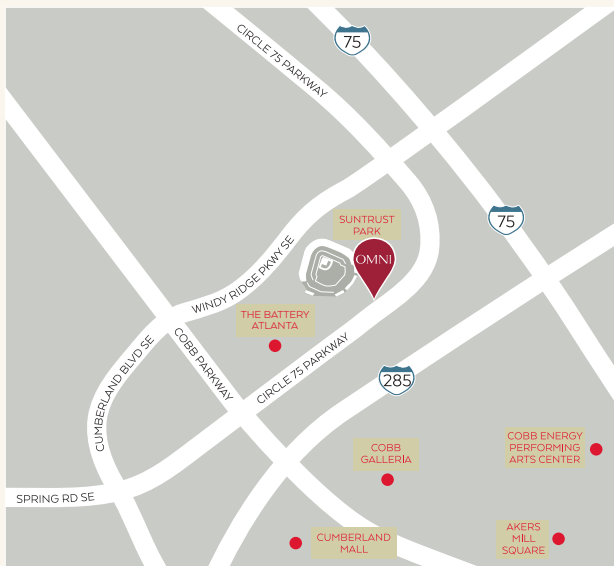 75
CIRCLE 75 PARKWAY
75
SUNTRUST
PARK
OMNI
WINDY RIDGE PKWY SE
THE BATTERY
ATLANTA
COBB PARKWAY
CIRCLE 75 PARKWAY
CUMBERLAND BLVD SE
285
COBB
GALLERIA
COBB ENERGY
PERFORMING
ARTS CENTER
SPRING RD SE
CUMBERLAND
MALL
AKERS
MILL
SQUARE